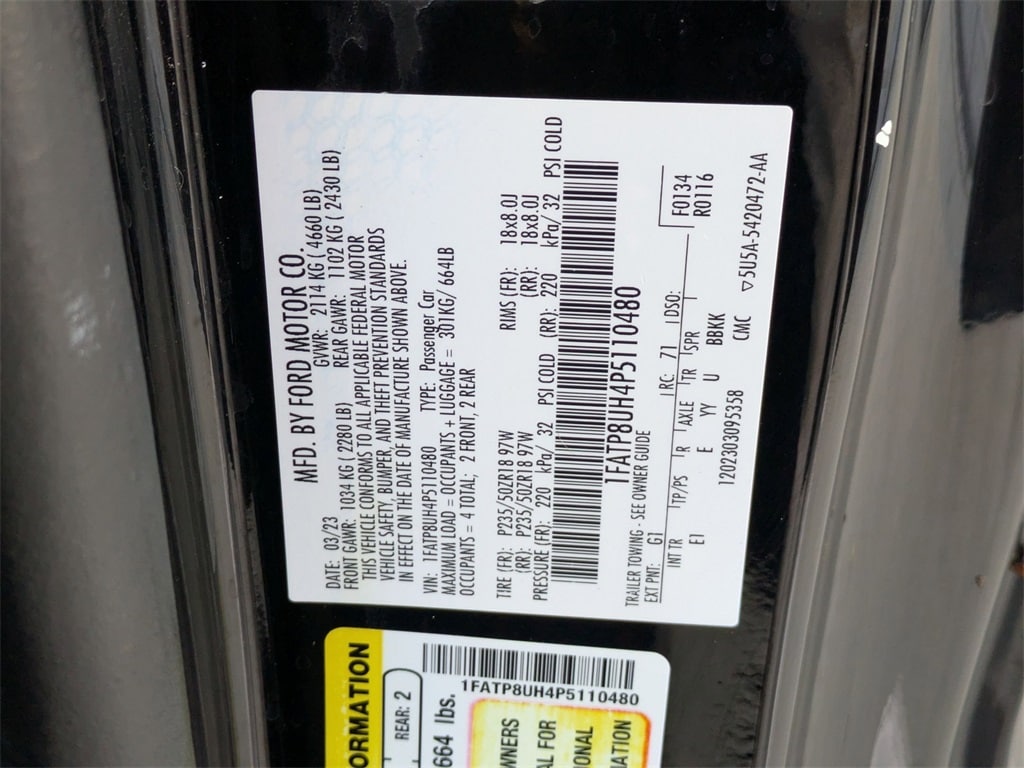 MFD. BY FORD MOTOR CO.
DATE: 03/23 GVWR: 2114 KG ( 4660 LB)
FRONT GAWR: 1034 KG ( 2280 LB) REAR GAWR: 1102 KG ( 2430 LB)
THIS VEHICLE CONFORMS TO ALL APPLICABLE FEDERAL MOTOR
VEHICLE SAFETY, BUMPER, AND THEFT PREVENTION STANDARDS
IN EFFECT ON THE DATE OF MANUFACTURE SHOWN ABOVE.
VIN: 1FATP8UH4P5110480 TYPE: Passenger Car
MAXIMUM LOAD = OCCUPANTS + LUGGAGE = 301KG/ 664LB
OCCUPANTS = 4 TOTAL; 2 FRONT, 2 REAR
TIRE (FR): P235/50ZR18 97W RIMS (FR): 18x8.0J
(RR): P235/50ZR18 97W (RR): 18x8.0J
PRESSURE (FR): 220 kPa/ 32 PSI COLD (RR): 220 kPa/ 32 PSI COLD
1FATP8UH4P5110480
TRAILER TOWING - SEE OWNER GUIDE
EXT PNT: G1 RC: 71 DSO: F0134
R0116
INT TR TP/PS R AXLE TR SPR
E1 E YY U BBKK
1202303095358 CMC ▽5U5A-5420472-AA
ORMATION
REAR: 2
664 lbs.
1FATP8UH4P5110480
WNERS
AL FOR
IONAL
MATION